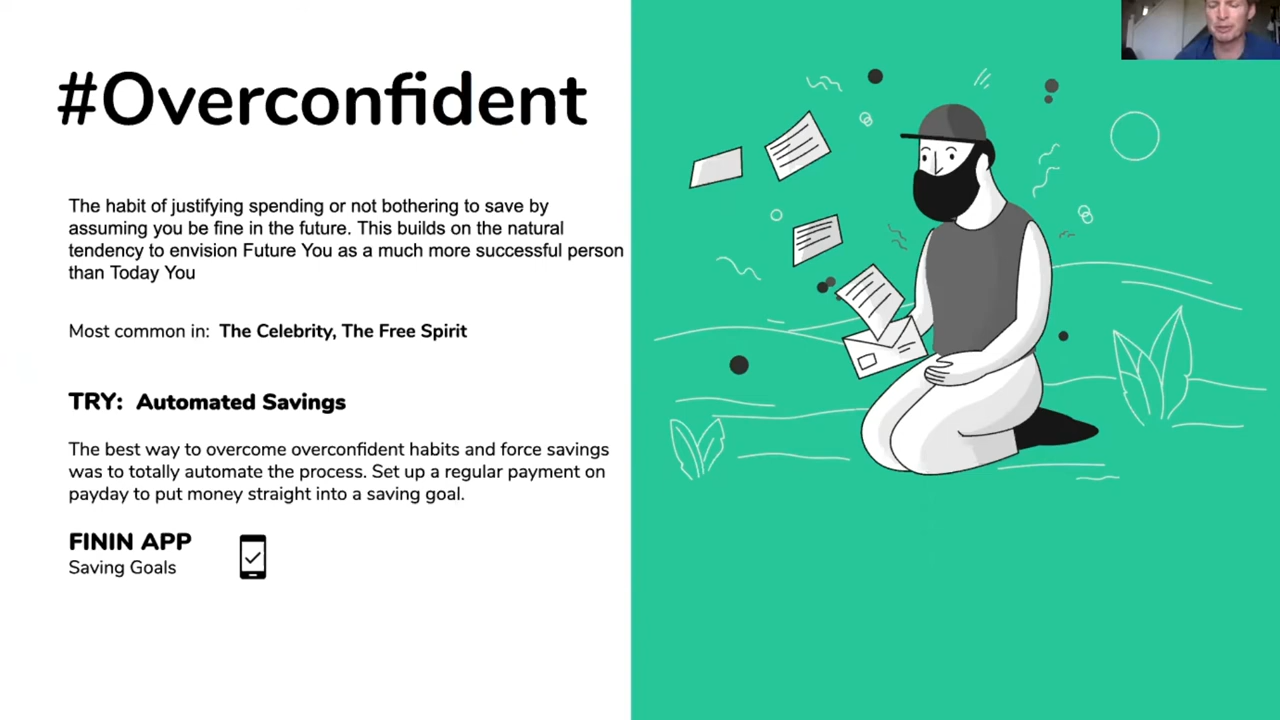 #Overconfident
The habit of justifying spending or not bothering to save by
assuming you be fine in the future. This builds on the natural
tendency to envision Future You as a much more successful person
than Today You
Most common in: The Celebrity, The Free Spirit
TRY: Automated Savings
The best way to overcome overconfident habits and force savings
was to totally automate the process. Set up a regular payment on
payday to put money straight into a saving goal.
FININ APP
Saving Goals